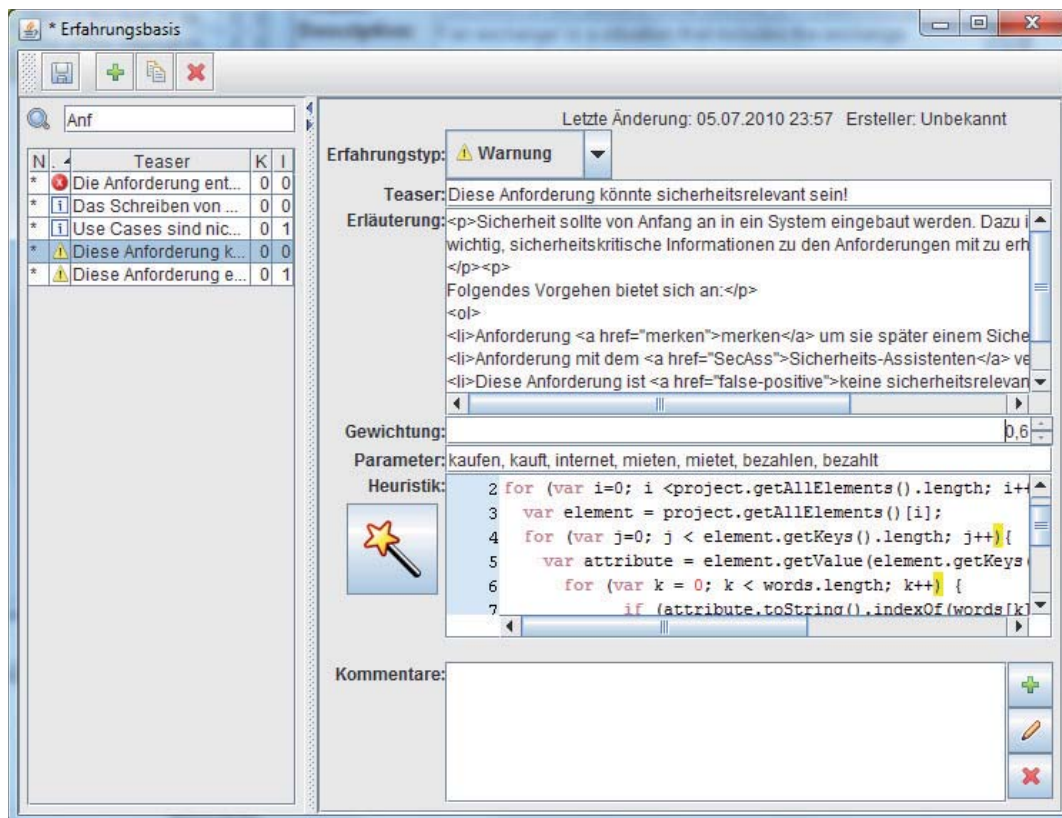 * Erfahrungsbasis
Anf
N . Teaser K I
* Die Anforderung ent... 0 0
* Das Schreiben von ... 0 0
* Use Cases sind nic... 0 1
* Diese Anforderung k... 0 0
* Diese Anforderung e... 0 1
Letzte Änderung: 05.07.2010 23:57 Ersteller: Unbekannt
Erfahrungstyp: Warnung
Teaser: Diese Anforderung könnte sicherheitsrelevant sein!
Erläuterung: <p>Sicherheit sollte von Anfang an in ein System eingebaut werden. Dazu i
wichtig, sicherheitskritische Informationen zu den Anforderungen mit zu erh
</p><p>
Folgendes Vorgehen bietet sich an:</p>
<ol>
<li>Anforderung <a href="merken">merken</a> um sie später einem Siche
<li>Anforderung mit dem <a href="SecAss">Sicherheits-Assistenten</a> ve
<li>Diese Anforderung ist <a href="false-positive">keine sicherheitsrelevan
Gewichtung: 0,6
Parameter: kaufen, kauft, internet, mieten, mietet, bezahlen, bezahlt
Heuristik:
2 for (var i=0; i <project.getAllElements().length; i++
3 var element = project.getAllElements()[i];
4 for (var j=0; j < element.getKeys().length; j++){
5 var attribute = element.getValue(element.getKeys(
6 for (var k = 0; k < words.length; k++) {
7 if (attribute.toString().indexOf(words[k]
Kommentare: